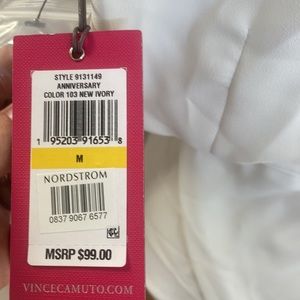 STYLE 9131149
ANNIVERSARY
COLOR 103 NEW IVORY
1 95203 91653 8
M
NORDSTROM
0837 9067 6577
MSRP $99.00
VINCECAMUTO.COM